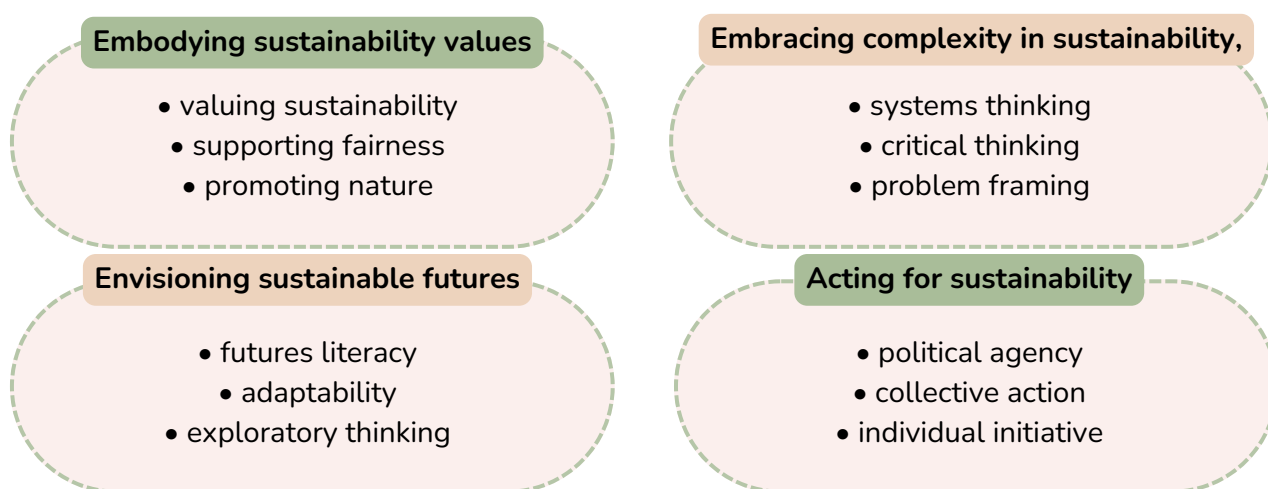 Embodying sustainability values
• valuing sustainability
• supporting fairness
• promoting nature
Embracing complexity in sustainability,
• systems thinking
• critical thinking
• problem framing
Envisioning sustainable futures
• futures literacy
• adaptability
• exploratory thinking
Acting for sustainability
• political agency
• collective action
• individual initiative